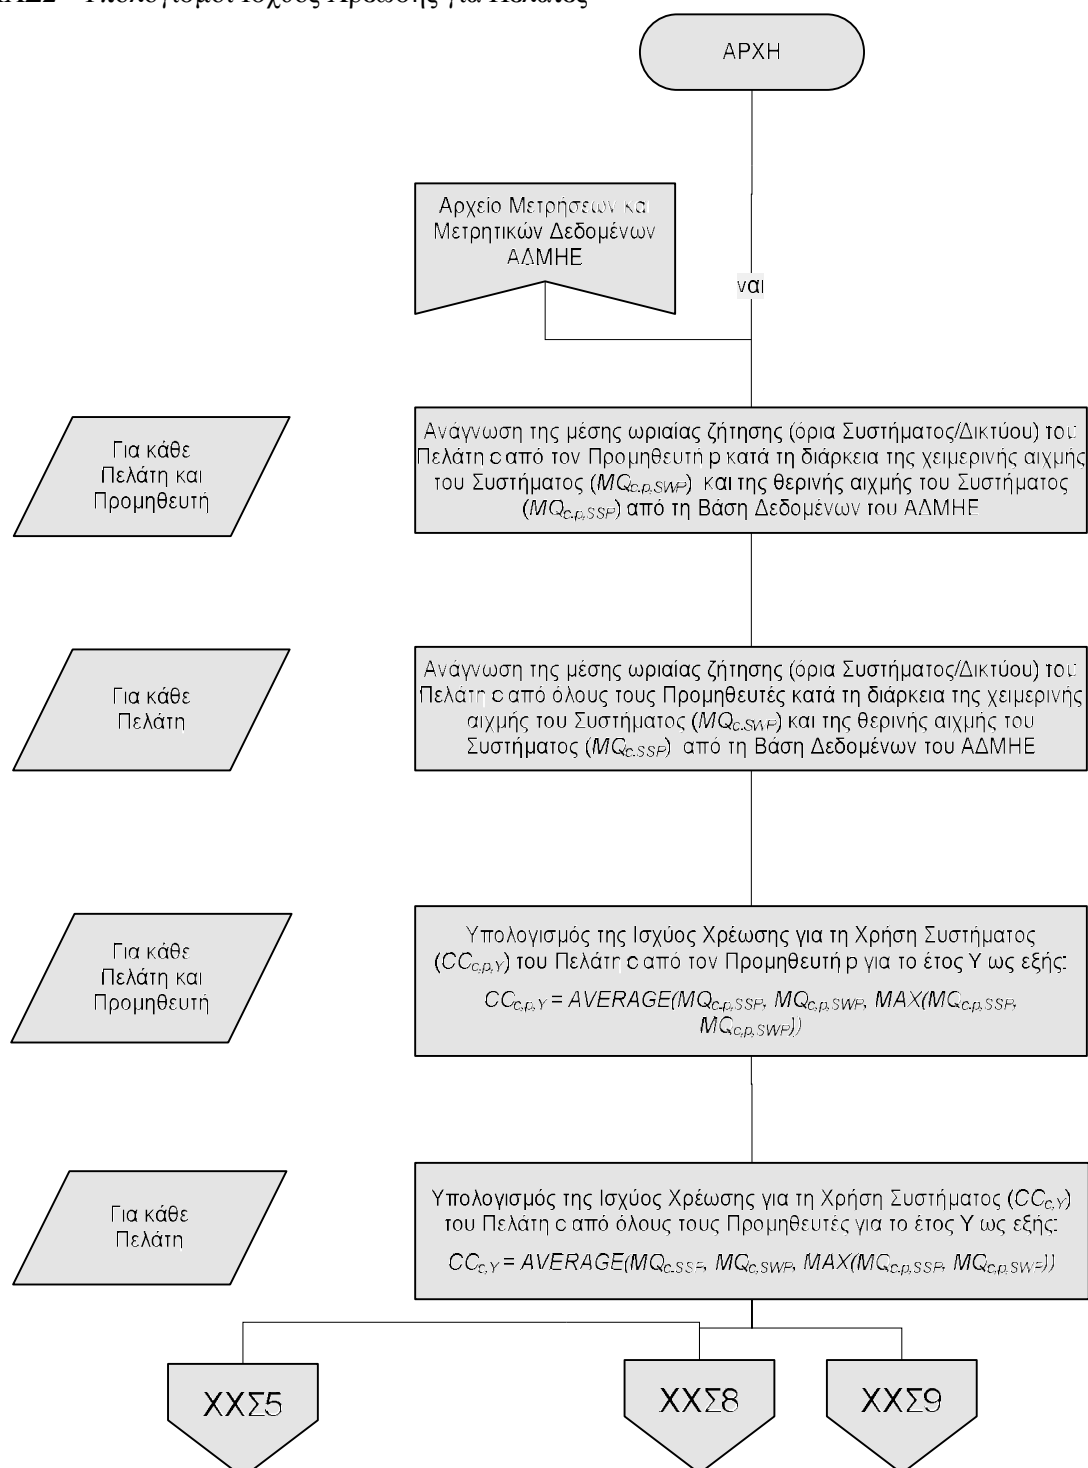 Υπολογισμοί Ισχύος Χρέωσης για Πελάτες
ΑΡΧΗ
Αρχείο Μετρήσεων και
Μετρητικών Δεδομένων
ΑΔΜΗΕ
ναι
Για κάθε
Πελάτη και
Προμηθευτή
Ανάγνωση της μέσης ωριαίας ζήτησης (όρια Συστήματος/Δικτύου) του
Πελάτη c από τον Προμηθευτή p κατά τη διάρκεια της χειμερινής αιχμής
του Συστήματος (MQc,p,SWP) και της θερινής αιχμής του Συστήματος
(MQc,p,SSP) από τη Βάση Δεδομένων του ΑΔΜΗΕ
Για κάθε
Πελάτη
Ανάγνωση της μέσης ωριαίας ζήτησης (όρια Συστήματος/Δικτύου) του
Πελάτη c από όλους τους Προμηθευτές κατά τη διάρκεια της χειμερινής
αιχμής του Συστήματος (MQc,SWP) και της θερινής αιχμής του
Συστήματος (MQc,SSP) από τη Βάση Δεδομένων του ΑΔΜΗΕ
Για κάθε
Πελάτη και
Προμηθευτή
Υπολογισμός της Ισχύος Χρέωσης για τη Χρήση Συστήματος
(CCc,p,Y) του Πελάτη c από τον Προμηθευτή p για το έτος Y ως εξής:
CCc,p,Y = AVERAGE(MQc,p,SSP, MQc,p,SWP, MAX(MQc,p,SSP,
MQc,p,SWP))
Για κάθε
Πελάτη
Υπολογισμός της Ισχύος Χρέωσης για τη Χρήση Συστήματος (CCc,Y)
του Πελάτη c από όλους τους Προμηθευτές για το έτος Y ως εξής:
CCc,Y = AVERAGE(MQc,SSP, MQc,SWP, MAX(MQc,p,SSP, MQc,p,SWP))
ΧΧΣ5
ΧΧΣ8
ΧΧΣ9